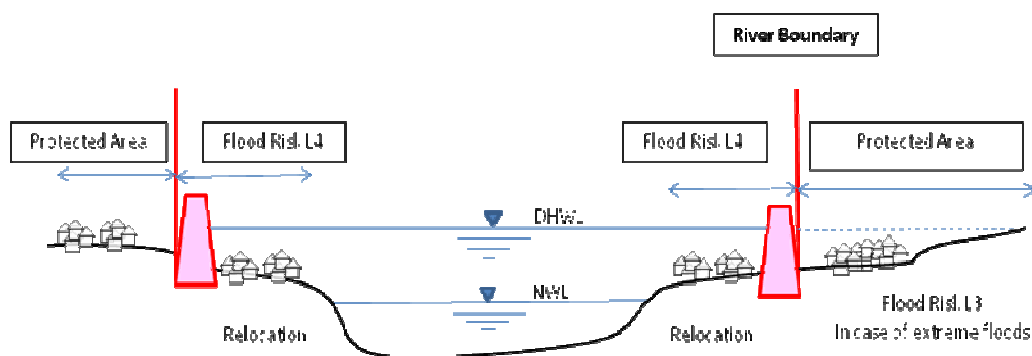 River Boundary
Protected Area
Flood Risk L4
Flood Risk L4
Protected Area
DHWL
NWL
Relocation
Relocation
Flood Risk L3
In case of extreme floods